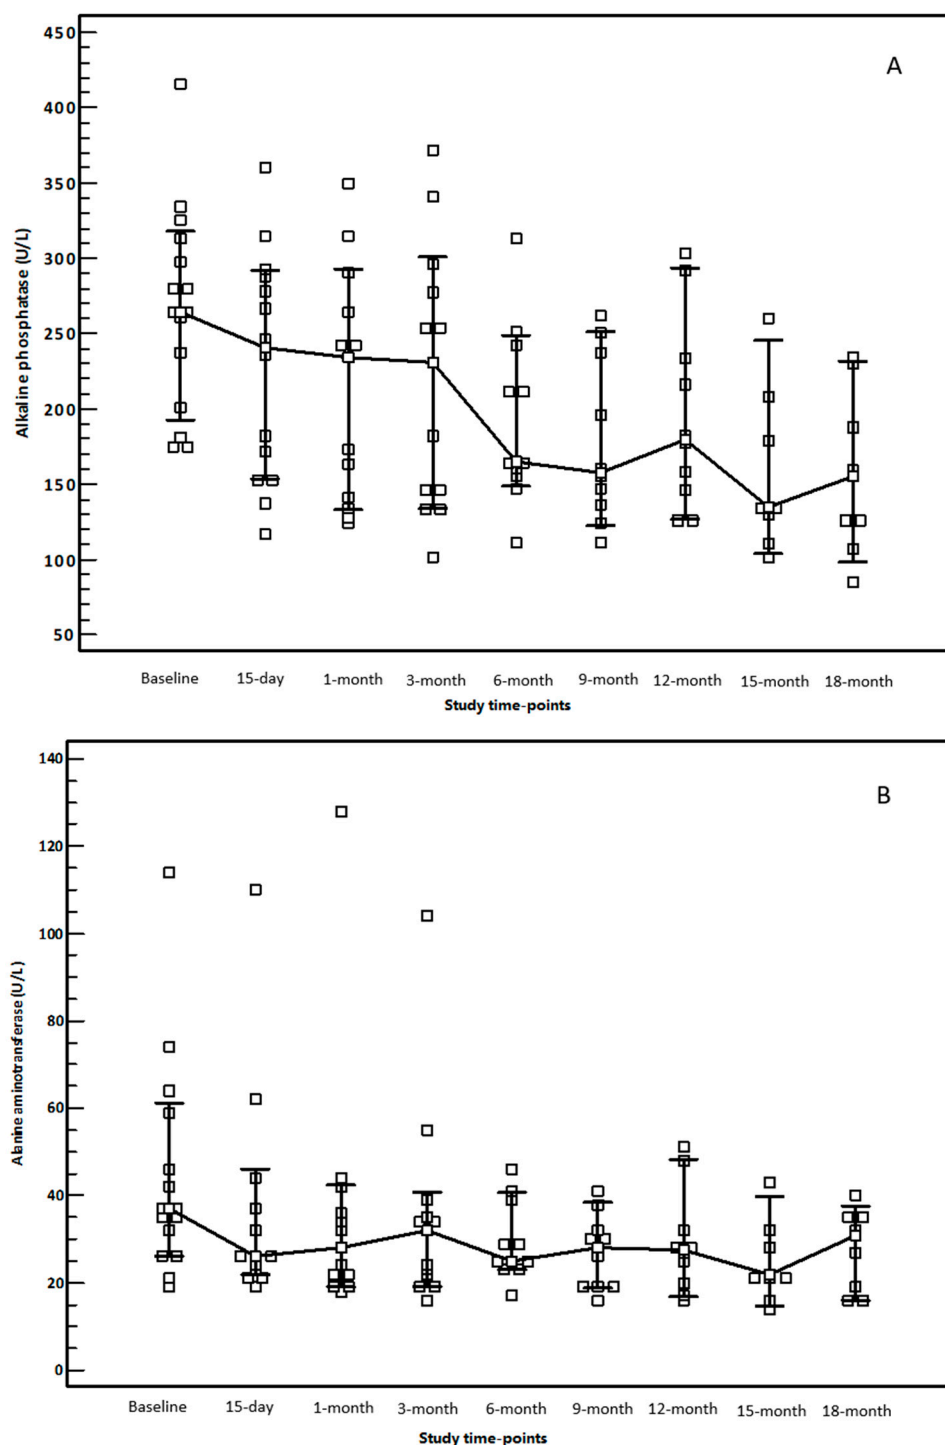 A
Alkaline phosphatase (U/L)
450
400
350
300
250
200
150
100
50
Baseline 15-day 1-month 3-month 6-month 9-month 12-month 15-month 18-month
Study time-points
B
Alanine aminotransferase (U/L)
140
120
100
80
60
40
20
0
Baseline 15-day 1-month 3-month 6-month 9-month 12-month 15-month 18-month
Study time-points